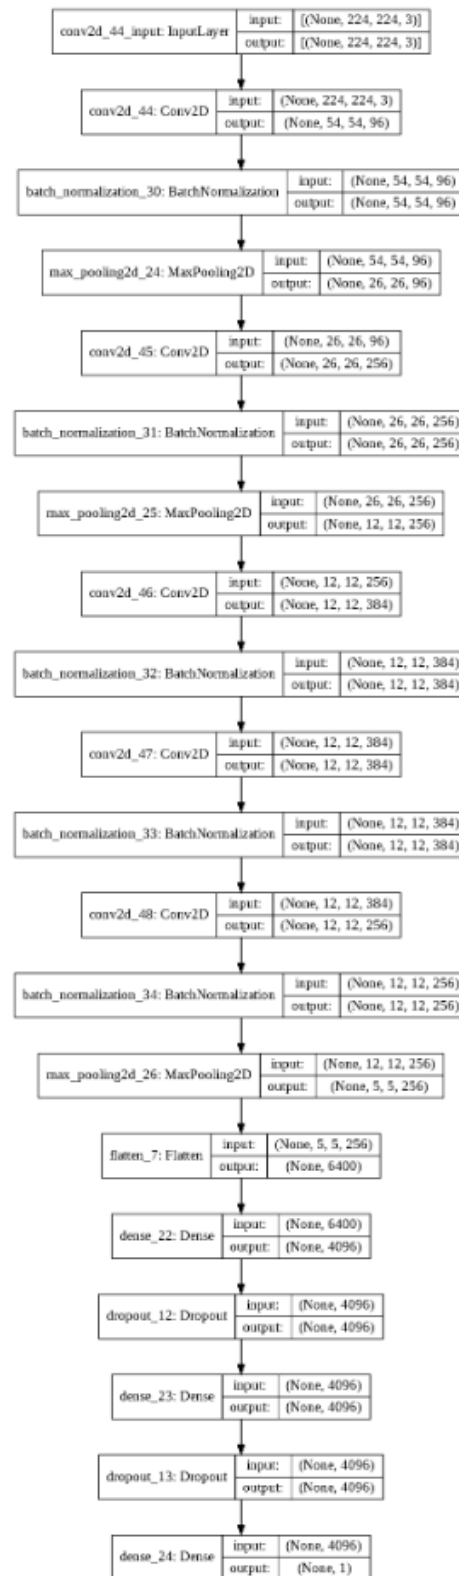 conv2d_44_input: InputLayer
input: [(None, 224, 224, 3)]
output: [(None, 224, 224, 3)]
conv2d_44: Conv2D
input: (None, 224, 224, 3)
output: (None, 54, 54, 96)
batch_normalization_30: BatchNormalization
input: (None, 54, 54, 96)
output: (None, 54, 54, 96)
max_pooling2d_24: MaxPooling2D
input: (None, 54, 54, 96)
output: (None, 26, 26, 96)
conv2d_45: Conv2D
input: (None, 26, 26, 96)
output: (None, 26, 26, 256)
batch_normalization_31: BatchNormalization
input: (None, 26, 26, 256)
output: (None, 26, 26, 256)
max_pooling2d_25: MaxPooling2D
input: (None, 26, 26, 256)
output: (None, 12, 12, 256)
conv2d_46: Conv2D
input: (None, 12, 12, 256)
output: (None, 12, 12, 384)
batch_normalization_32: BatchNormalization
input: (None, 12, 12, 384)
output: (None, 12, 12, 384)
conv2d_47: Conv2D
input: (None, 12, 12, 384)
output: (None, 12, 12, 384)
batch_normalization_33: BatchNormalization
input: (None, 12, 12, 384)
output: (None, 12, 12, 384)
conv2d_48: Conv2D
input: (None, 12, 12, 384)
output: (None, 12, 12, 256)
batch_normalization_34: BatchNormalization
input: (None, 12, 12, 256)
output: (None, 12, 12, 256)
max_pooling2d_26: MaxPooling2D
input: (None, 12, 12, 256)
output: (None, 5, 5, 256)
flatten_7: Flatten
input: (None, 5, 5, 256)
output: (None, 6400)
dense_22: Dense
input: (None, 6400)
output: (None, 4096)
dropout_12: Dropout
input: (None, 4096)
output: (None, 4096)
dense_23: Dense
input: (None, 4096)
output: (None, 4096)
dropout_13: Dropout
input: (None, 4096)
output: (None, 4096)
dense_24: Dense
input: (None, 4096)
output: (None, 1)